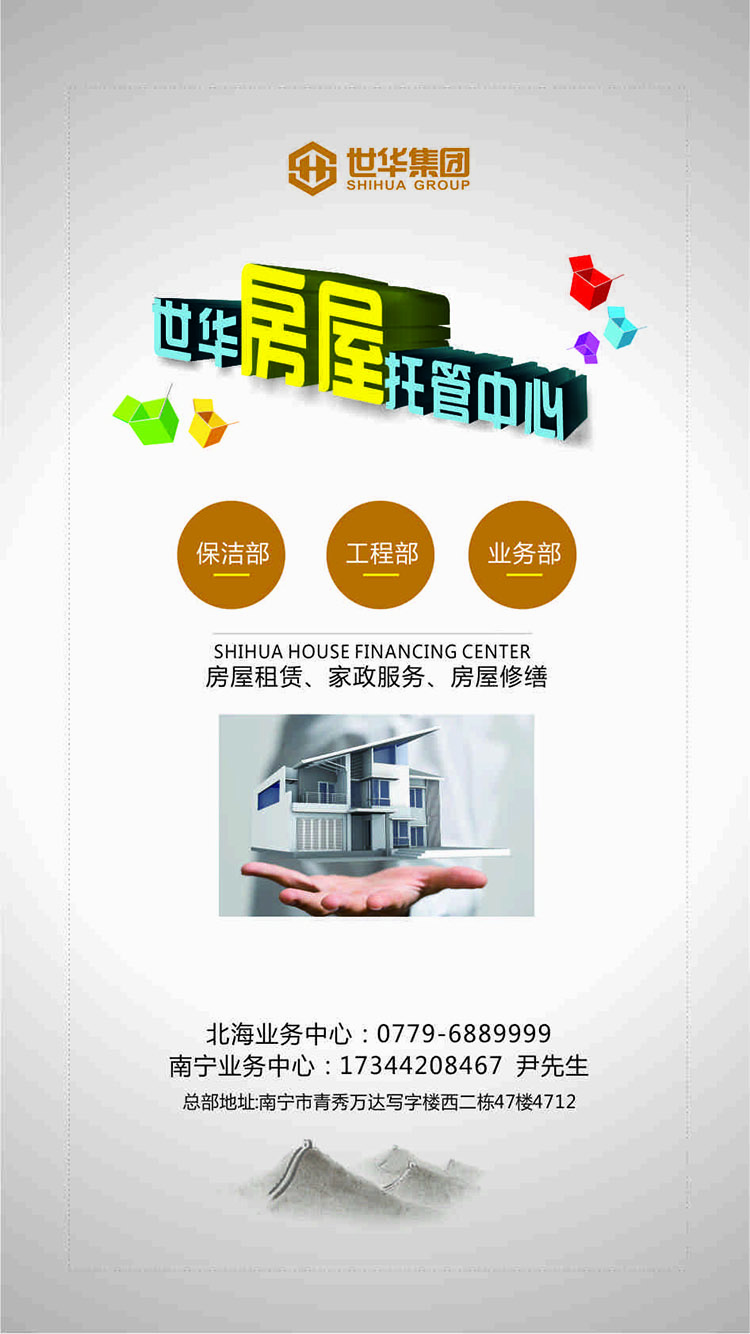 世华集团
SHIHUA GROUP
世华房屋托管中心
保洁部 工程部 业务部
SHIHUA HOUSE FINANCING CENTER
房屋租赁、家政服务、房屋修缮
北海业务中心：0779-6889999
南宁业务中心：17344208467 尹先生
总部地址:南宁市青秀万达写字楼西二栋47楼4712